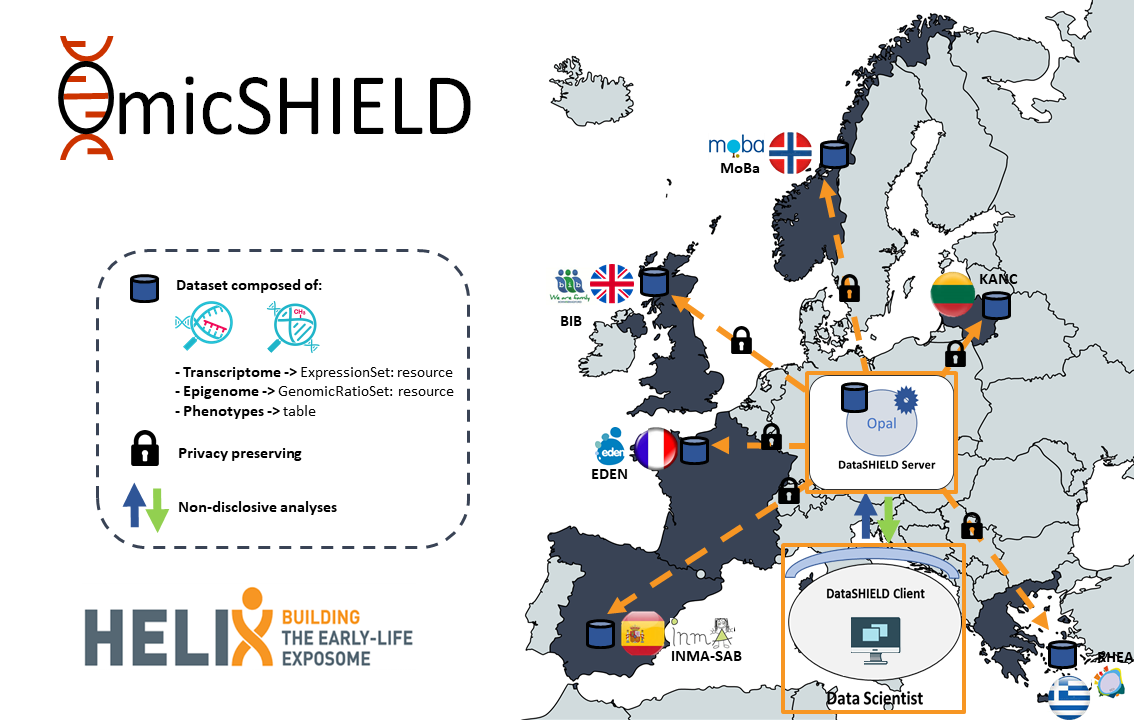 OmicSHIELD
Dataset composed of:
CH3
- Transcriptome -> ExpressionSet: resource
- Epigenome -> GenomicRatioSet: resource
- Phenotypes -> table
Privacy preserving
Non-disclosive analyses
HELIX
BUILDING
THE EARLY-LIFE
EXPOSOME
moba
MoBa
bib
We are family
BIB
KANC
eden
EDEN
Opal
DataSHIELD Server
Inma
INMA-SAB
DataSHIELD Client
Data Scientist
RHEA